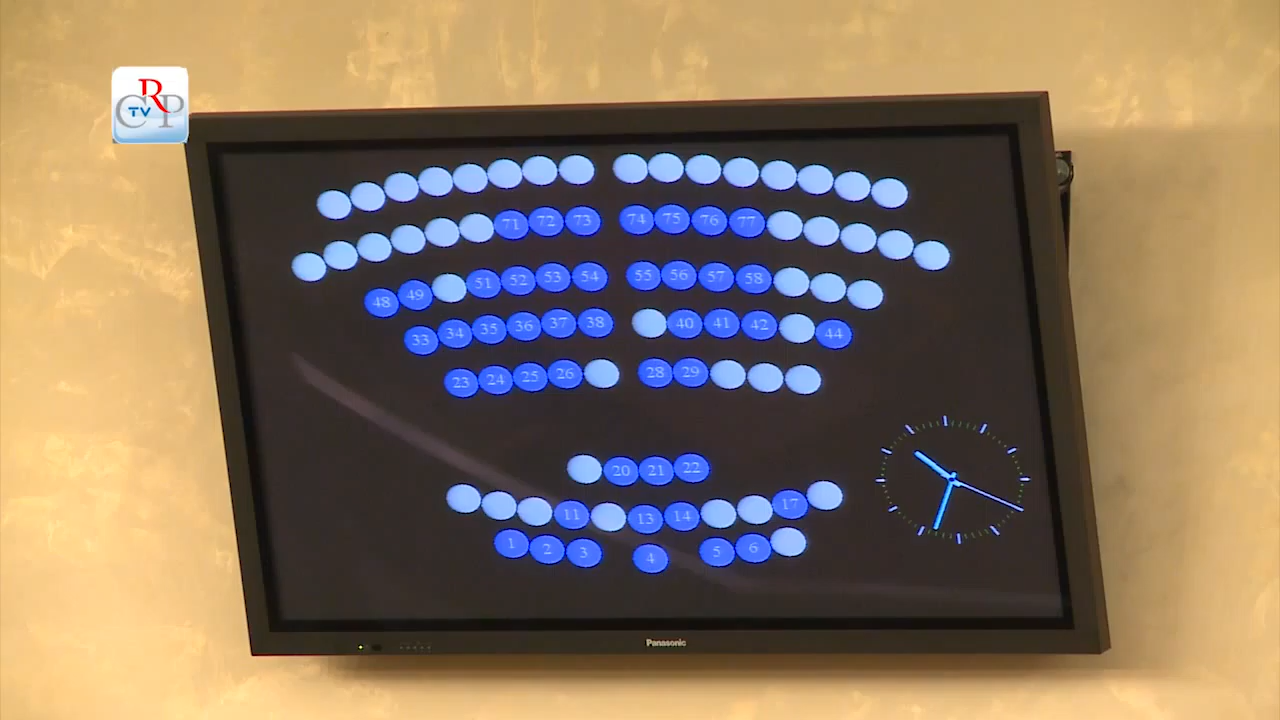 CRP
TV
71 72 73 74 75 76 77
48 49 51 52 53 54 55 56 57 58
33 34 35 36 37 38 40 41 42 44
23 24 25 26 28 29
20 21 22
11 13 14 17
1 2 3 4 5 6
Panasonic